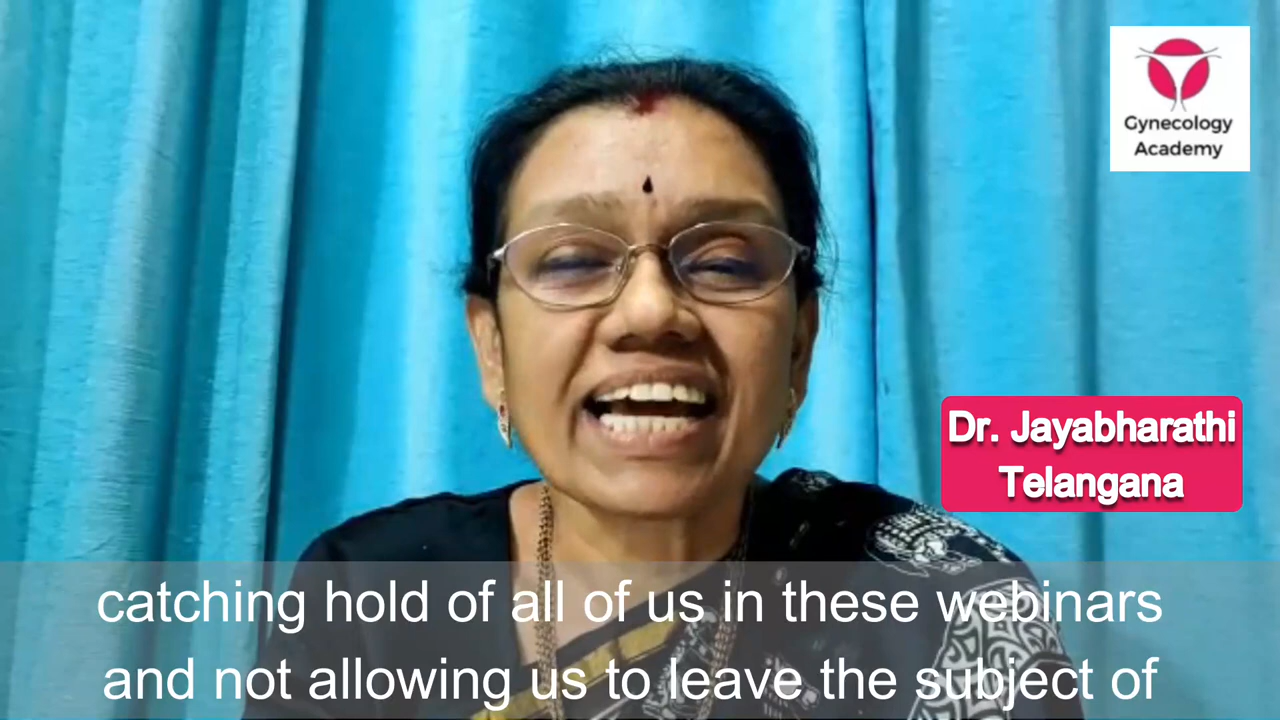 Gynecology
Academy
Dr. Jayabharathi
Telangana
catching hold of all of us in these webinars
and not allowing us to leave the subject of